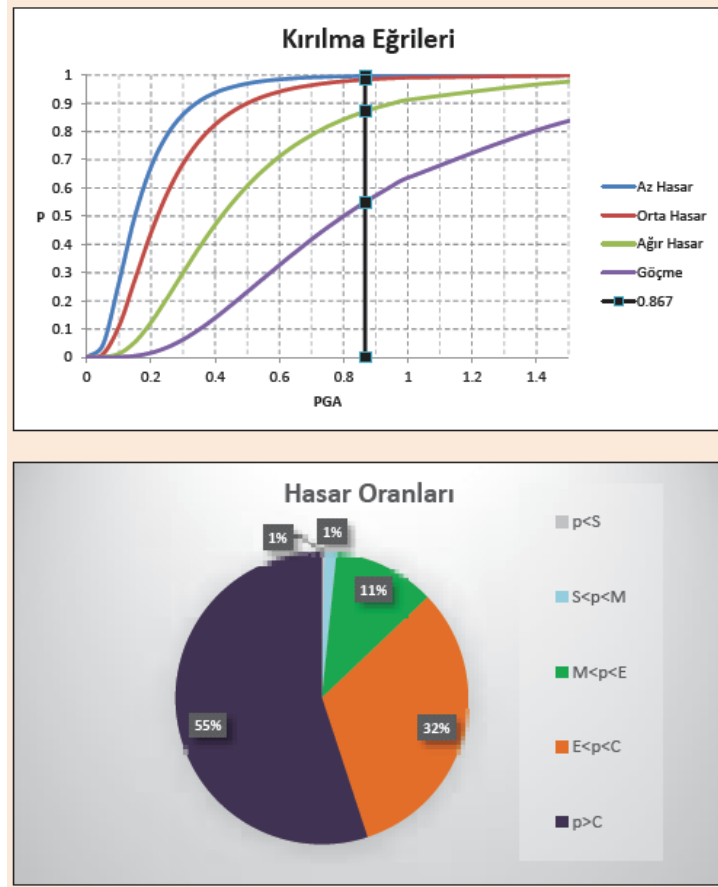 Kırılma Eğrileri
1
0.9
0.8
0.7
0.6
P 0.5
0.4
0.3
0.2
0.1
0
0 0.2 0.4 0.6 0.8 1 1.2 1.4
PGA
Az Hasar
Orta Hasar
Ağır Hasar
Göçme
0.867
Hasar Oranları
1% 1%
11%
55%
32%
p<S
S<p<M
M<p<E
E<p<C
p>C